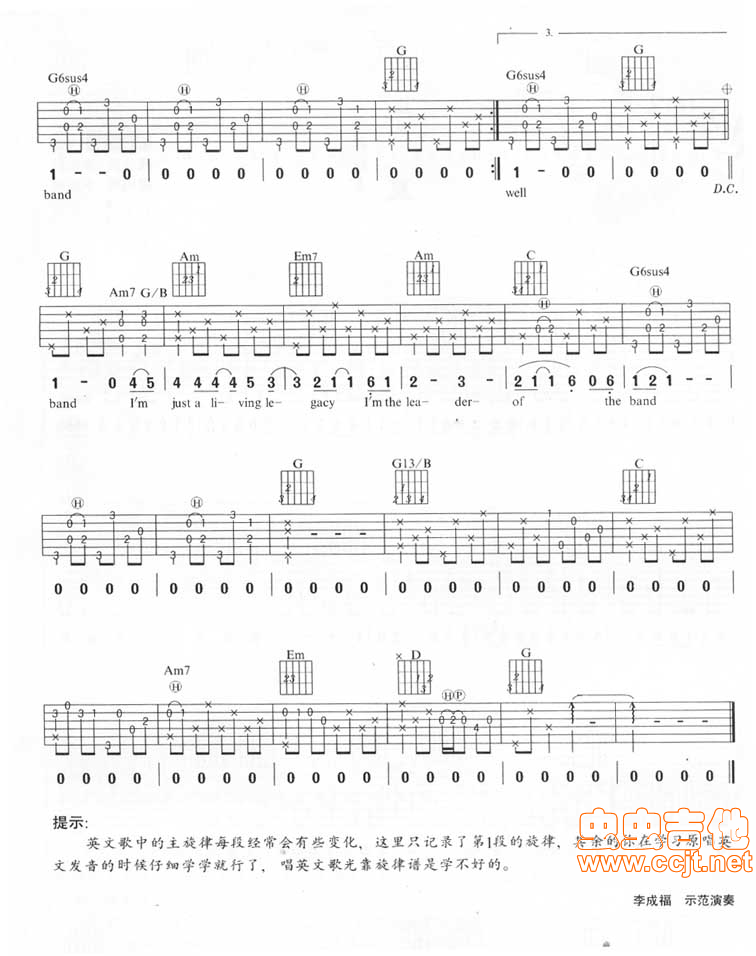 3.
G G
G6sus4 G6sus4
H H H H
1 - - 0 0 0 0 0 0 0 0 0 0 0 0 0 1 - 0 0 0 0 0 0
band well D.C.
G Am Em7 Am C G6sus4
Am7 G/B H H
1 - 0 4 5 4 4 4 4 5 3 3 2 1 1 6 1 2 - 3 - 2 1 1 6 0 6 1 2 1 - -
band I'm just a li- ving le- gacy I'm the lea- der- of the band
G G13/B C
H H
0 0 0 0 0 0 0 0 0 0 0 0 0 0 0 0 0 0 0 0 0 0 0 0
Am7 Em D G
H H P
0 0 0 0 0 0 0 0 0 0 0 0 0 0 0 0 0 0 0 0 0 0 0 0
提示:
英文歌中的主旋律每段经常会有些变化，这里只记录了第1段的旋律，其余的你在学习原唱英
文发音的时候仔细学学就行了，唱英文歌光靠旋律谱是学不好的。
虫虫吉他
www.ccjt.net
李成福 示范演奏